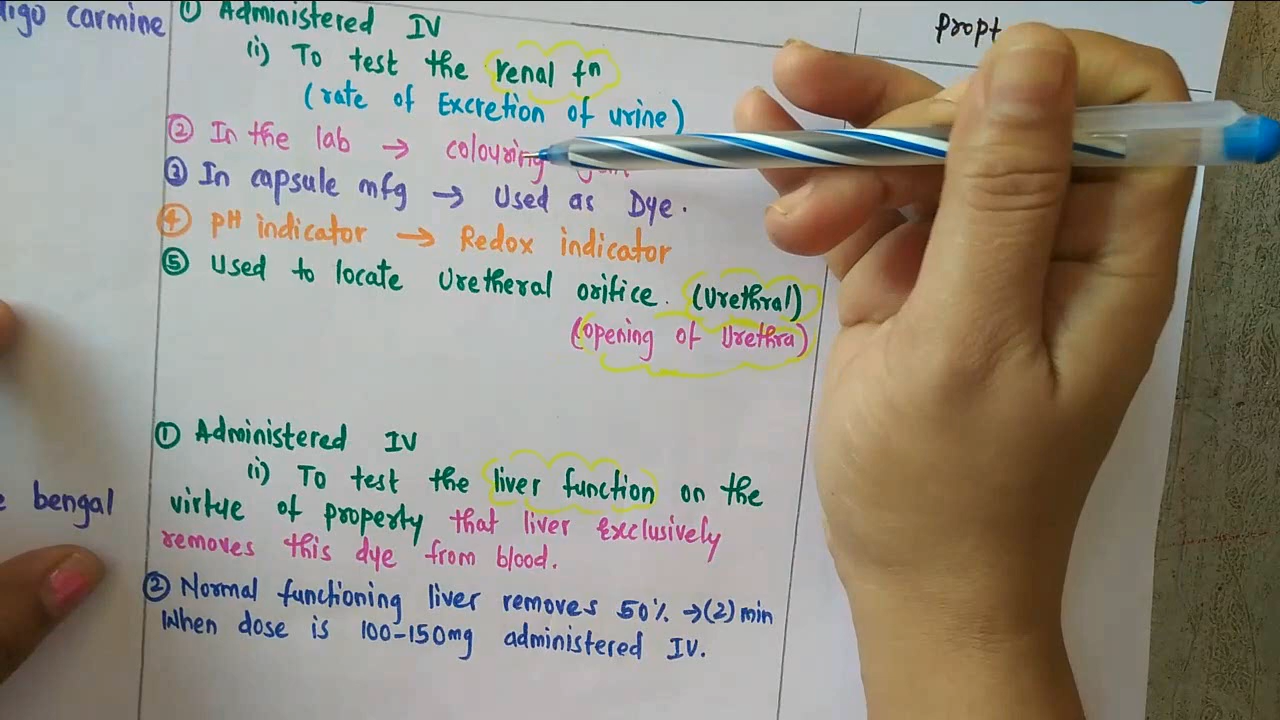 digo carmine
① Administered IV
(i) To test the renal fⁿ
(rate of Excretion of urine)
② In the lab → colouring
③ In capsule mfg → Used as Dye.
④ pH indicator → Redox indicator
⑤ Used to locate Uretheral orifice. (Urethral)
(opening of Urethra)
propt
e bengal
① Administered IV
(i) To test the liver function on the
virtue of property that liver exclusively
removes this dye from blood.
② Normal functioning liver removes 50% → (2) min
When dose is 100-150mg administered IV.